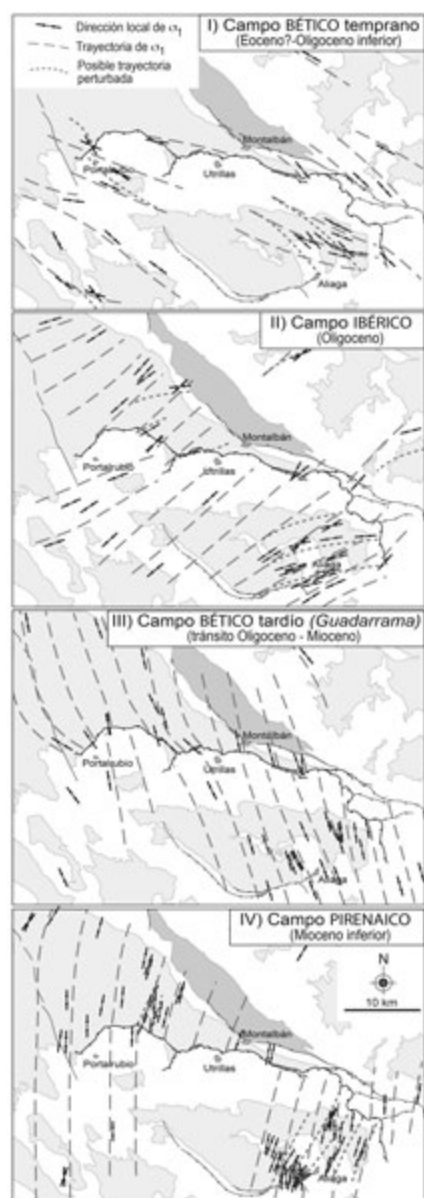 Dirección local de σ1
Trayectoria de σ1
Posible trayectoria
perturbada
I) Campo BÉTICO temprano
(Eoceno?-Oligoceno inferior)
Montalbán
Utrillas
Aliaga
II) Campo IBÉRICO
(Oligoceno)
Montalbán
Portalrubio
Utrillas
Aliaga
III) Campo BÉTICO tardío (Guadarrama)
(tránsito Oligoceno - Mioceno)
Montalbán
Portalrubio
Utrillas
Aliaga
IV) Campo PIRENAICO
(Mioceno inferior)
N
10 km
Montalbán
Portalrubio
Utrillas
Aliaga